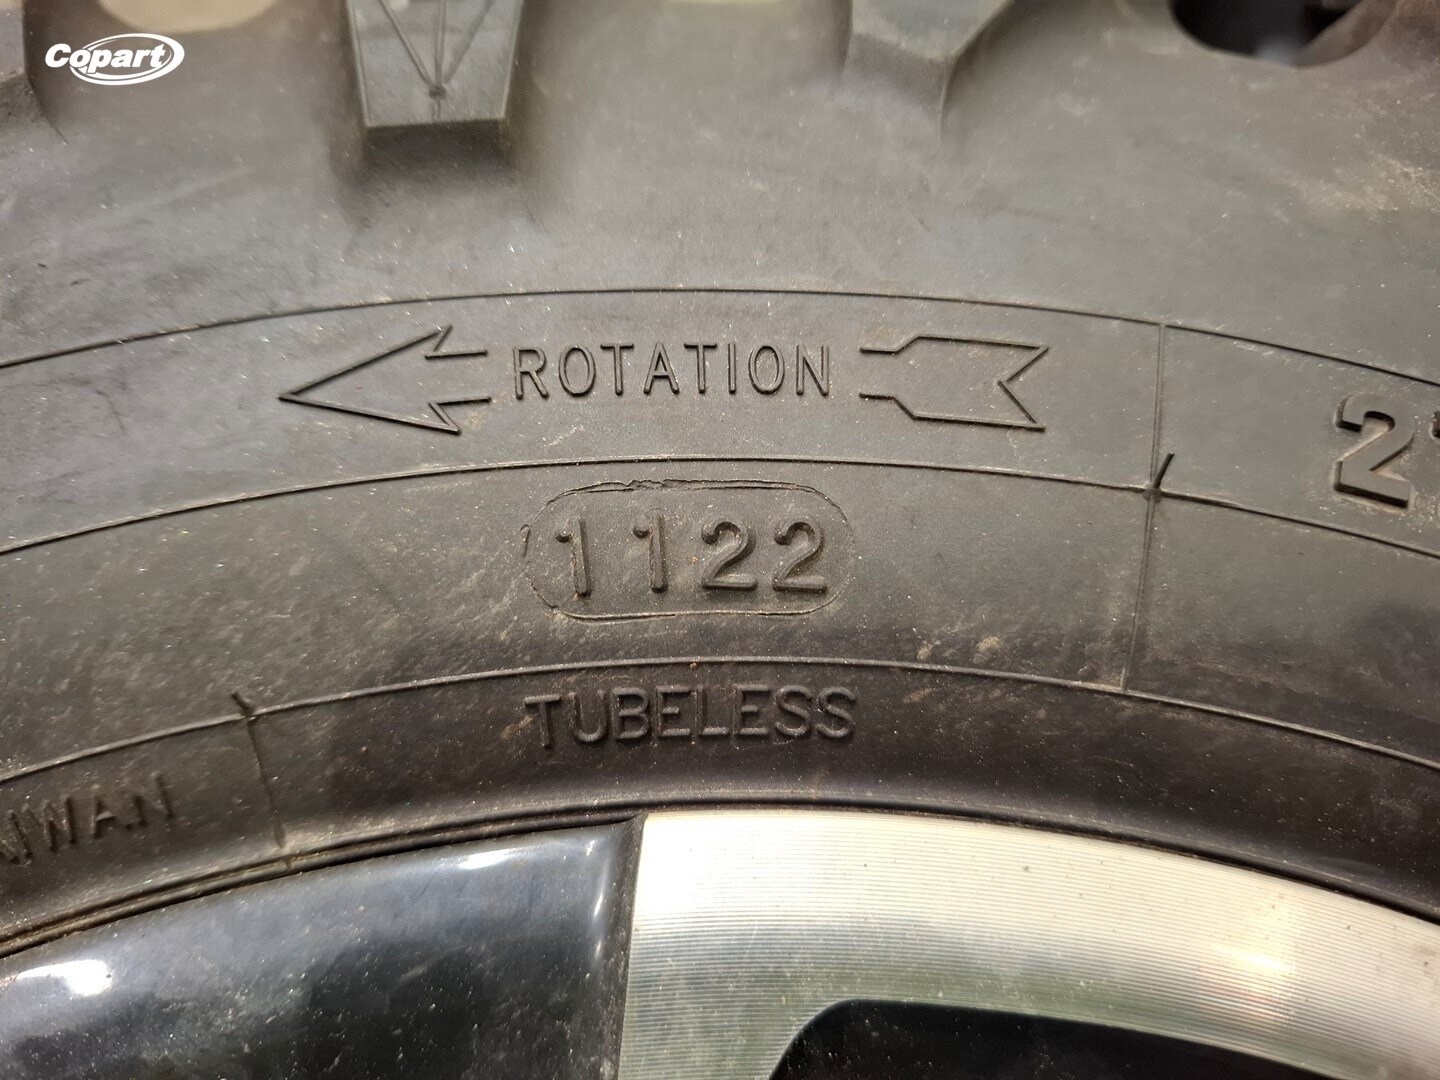 Copart
ROTATION
1122
TUBELESS